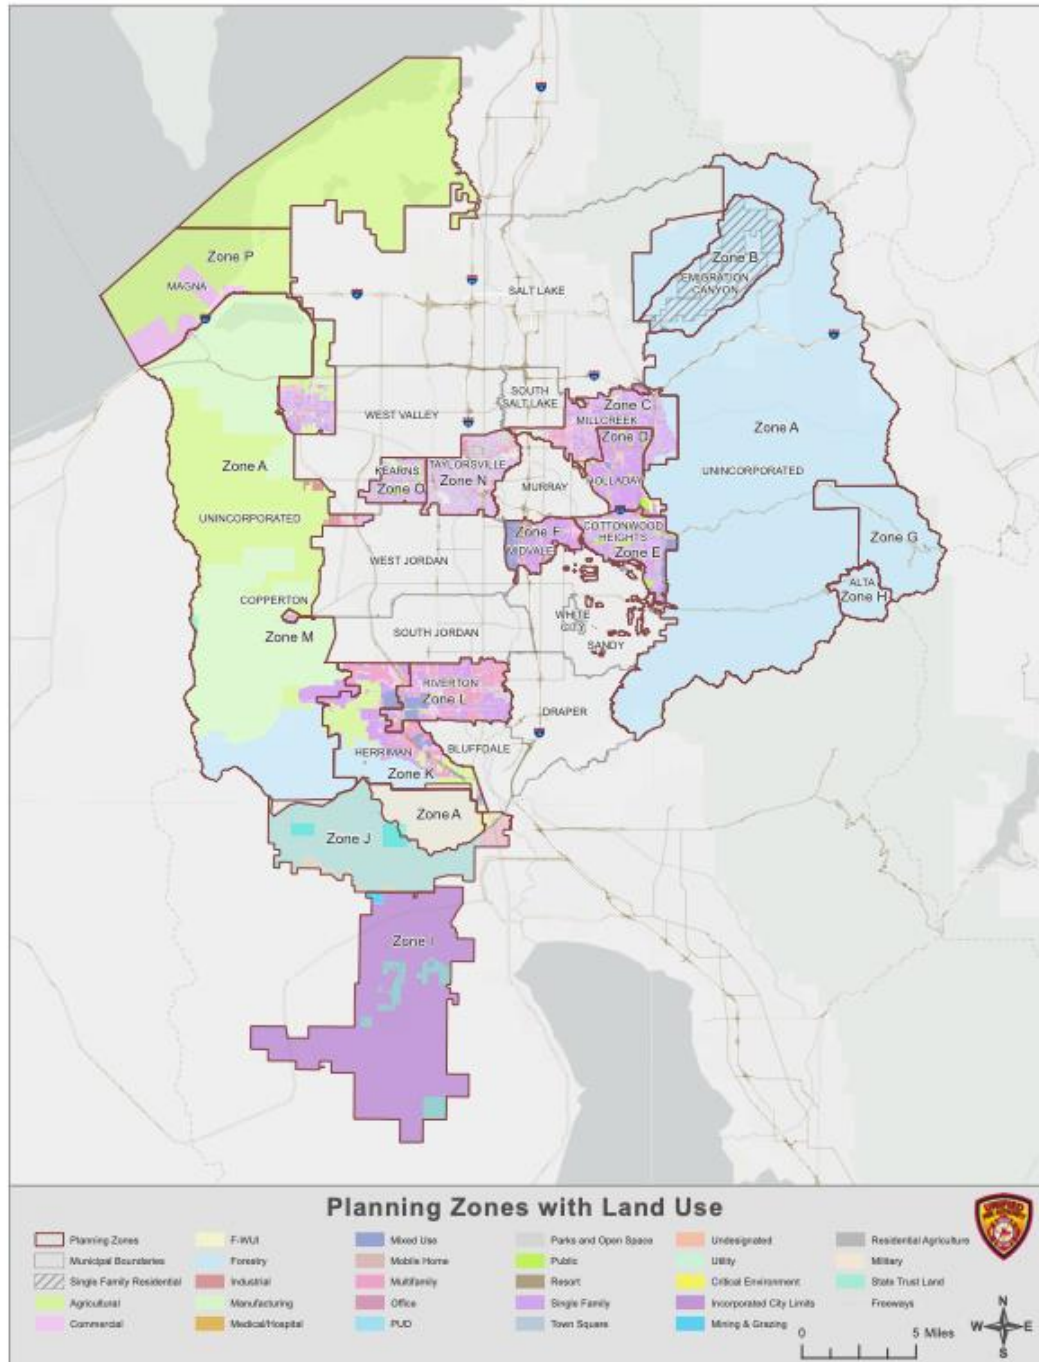 Zone P
MAGNA
SALT LAKE
Zone B
EMIGRATION
CANYON
SOUTH
SALT LAKE
WEST VALLEY
Zone C
MILLCREEK
Zone D
HOLLADAY
Zone A
UNINCORPORATED
Zone A
UNINCORPORATED
KEARNS
Zone O
TAYLORSVILLE
Zone N
MURRAY
COTTONWOOD
HEIGHTS
Zone E
Zone F
MIDVALE
Zone G
ALTA
Zone H
WEST JORDAN
COPPERTON
Zone M
SOUTH JORDAN
WHITE
CITY
SANDY
RIVERTON
Zone L
DRAPER
HERRIMAN
BLUFFDALE
Zone K
Zone A
Zone J
Zone I
Planning Zones with Land Use
Planning Zones
Municipal Boundaries
Single Family Residential
Agricultural
Commercial
F-WUI
Forestry
Industrial
Manufacturing
Medical/Hospital
Mixed Use
Mobile Home
Multifamily
Office
PUD
Parks and Open Space
Public
Resort
Single Family
Town Square
Undesignated
Utility
Critical Environment
Incorporated City Limits
Mining & Grazing
Residential Agriculture
Military
State Trust Land
Freeways
N
W E
S
0 5 Miles